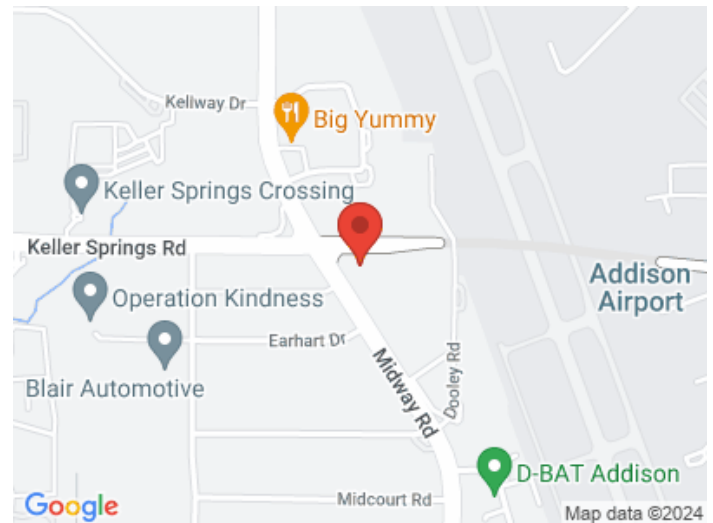 Kellway Dr
Big Yummy
Keller Springs Crossing
Keller Springs Rd
Addison
Airport
Operation Kindness
Earhart Dr
Blair Automotive
Midway Rd
Dooley Rd
D-BAT Addison
Midcourt Rd
Google
Map data ©2024